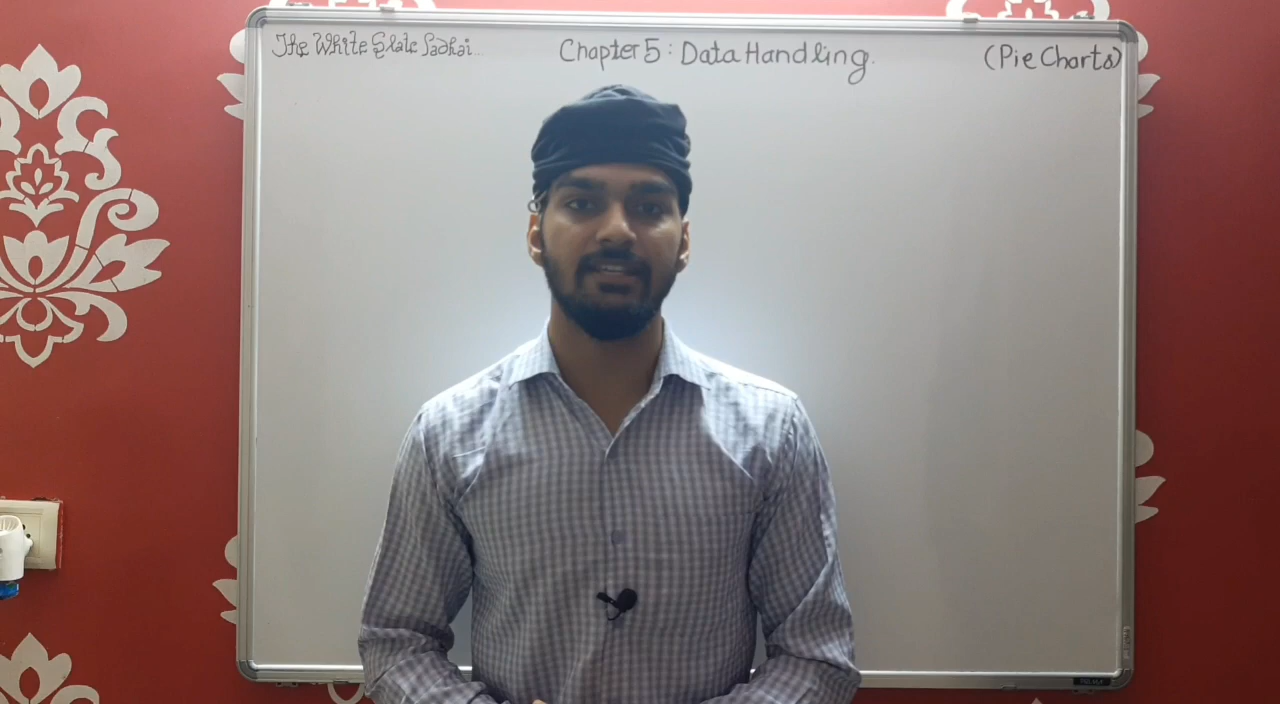 The White Slate Padhai...
Chapter 5: Data Handling.
(Pie Charts)